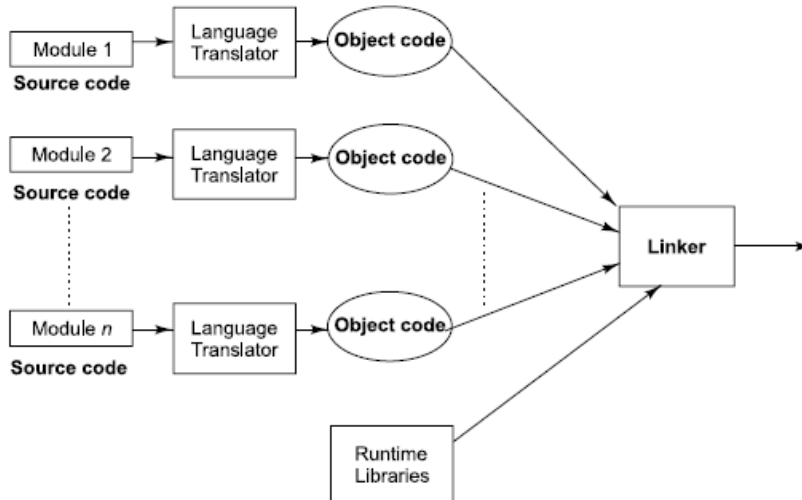 Module 1
Source code
Language
Translator
Object code
Module 2
Source code
Language
Translator
Object code
Linker
Module n
Source code
Language
Translator
Object code
Runtime
Libraries